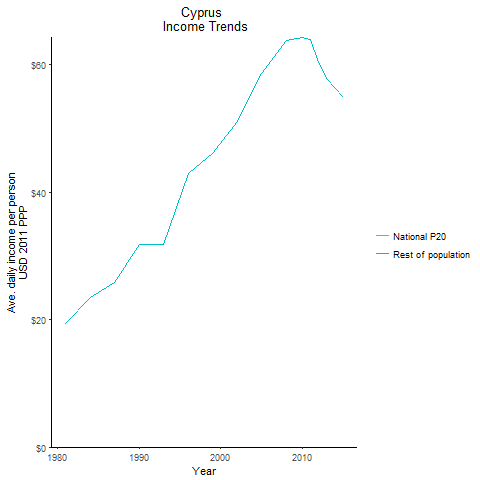 Cyprus
Income Trends
Ave. daily income per person
USD 2011 PPP
$60
$40
$20
$0
1980
1990
2000
2010
Year
National P20
Rest of population